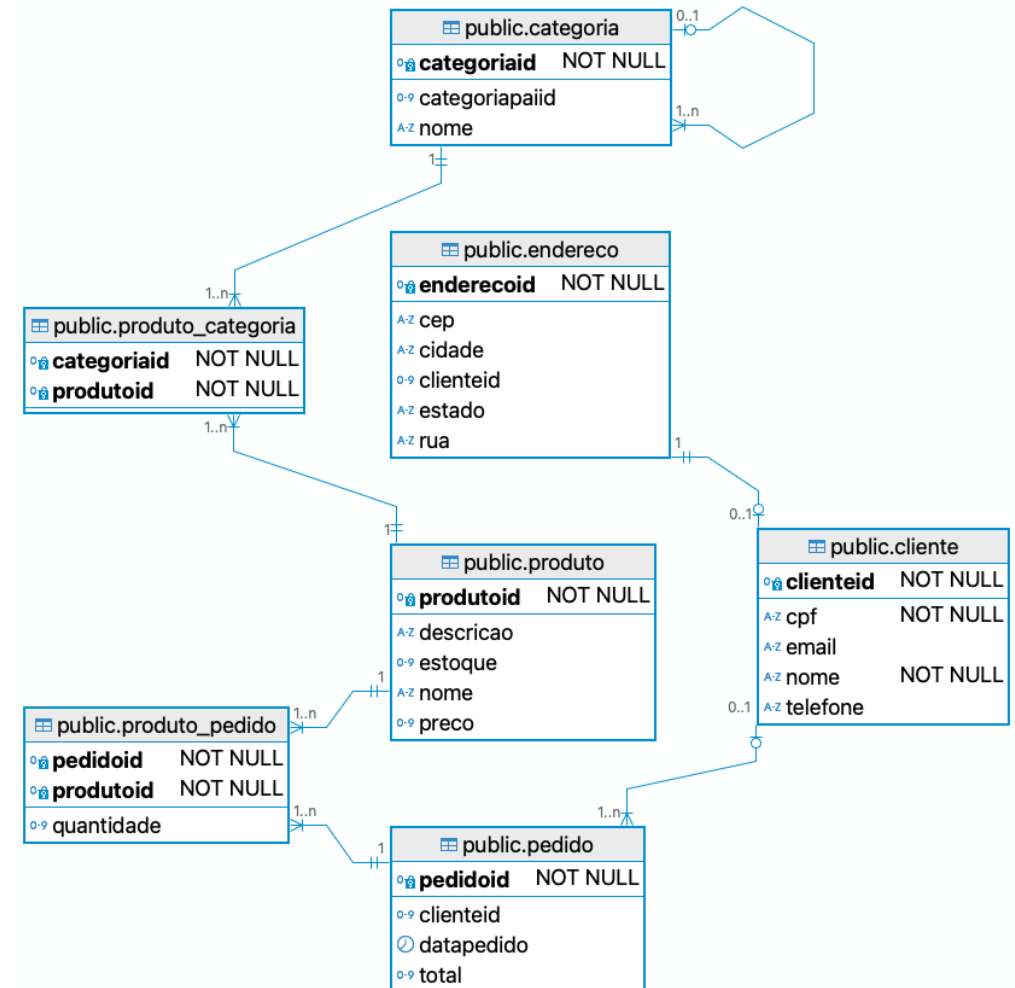 public.categoria
categoriaid NOT NULL
categoriapaiid
nome
0..1
1..n
1
public.endereco
enderecoid NOT NULL
cep
cidade
clienteid
estado
rua
1..n
public.produto_categoria
categoriaid NOT NULL
produtoid NOT NULL
1..n
1
0..1
public.cliente
clienteid NOT NULL
cpf NOT NULL
email
nome NOT NULL
telefone
0..1
1
public.produto
produtoid NOT NULL
descricao
estoque
nome
preco
1
1..n
public.produto_pedido
pedidoid NOT NULL
produtoid NOT NULL
quantidade
1..n
1
1..n
public.pedido
pedidoid NOT NULL
clienteid
datapedido
total